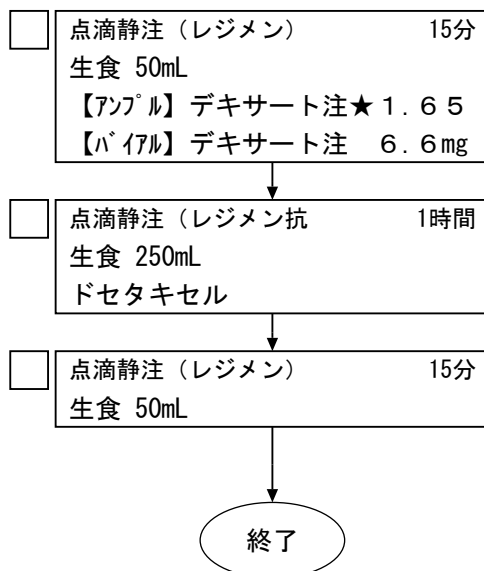 点滴静注（レジメン） 15分
生食 50mL
【ｱﾝﾌﾟﾙ】デキサート注★１.６５
【ﾊﾞｲｱﾙ】デキサート注　６.６mg
点滴静注（レジメン抗 1時間
生食 250mL
ドセタキセル
点滴静注（レジメン） 15分
生食 50mL
終了